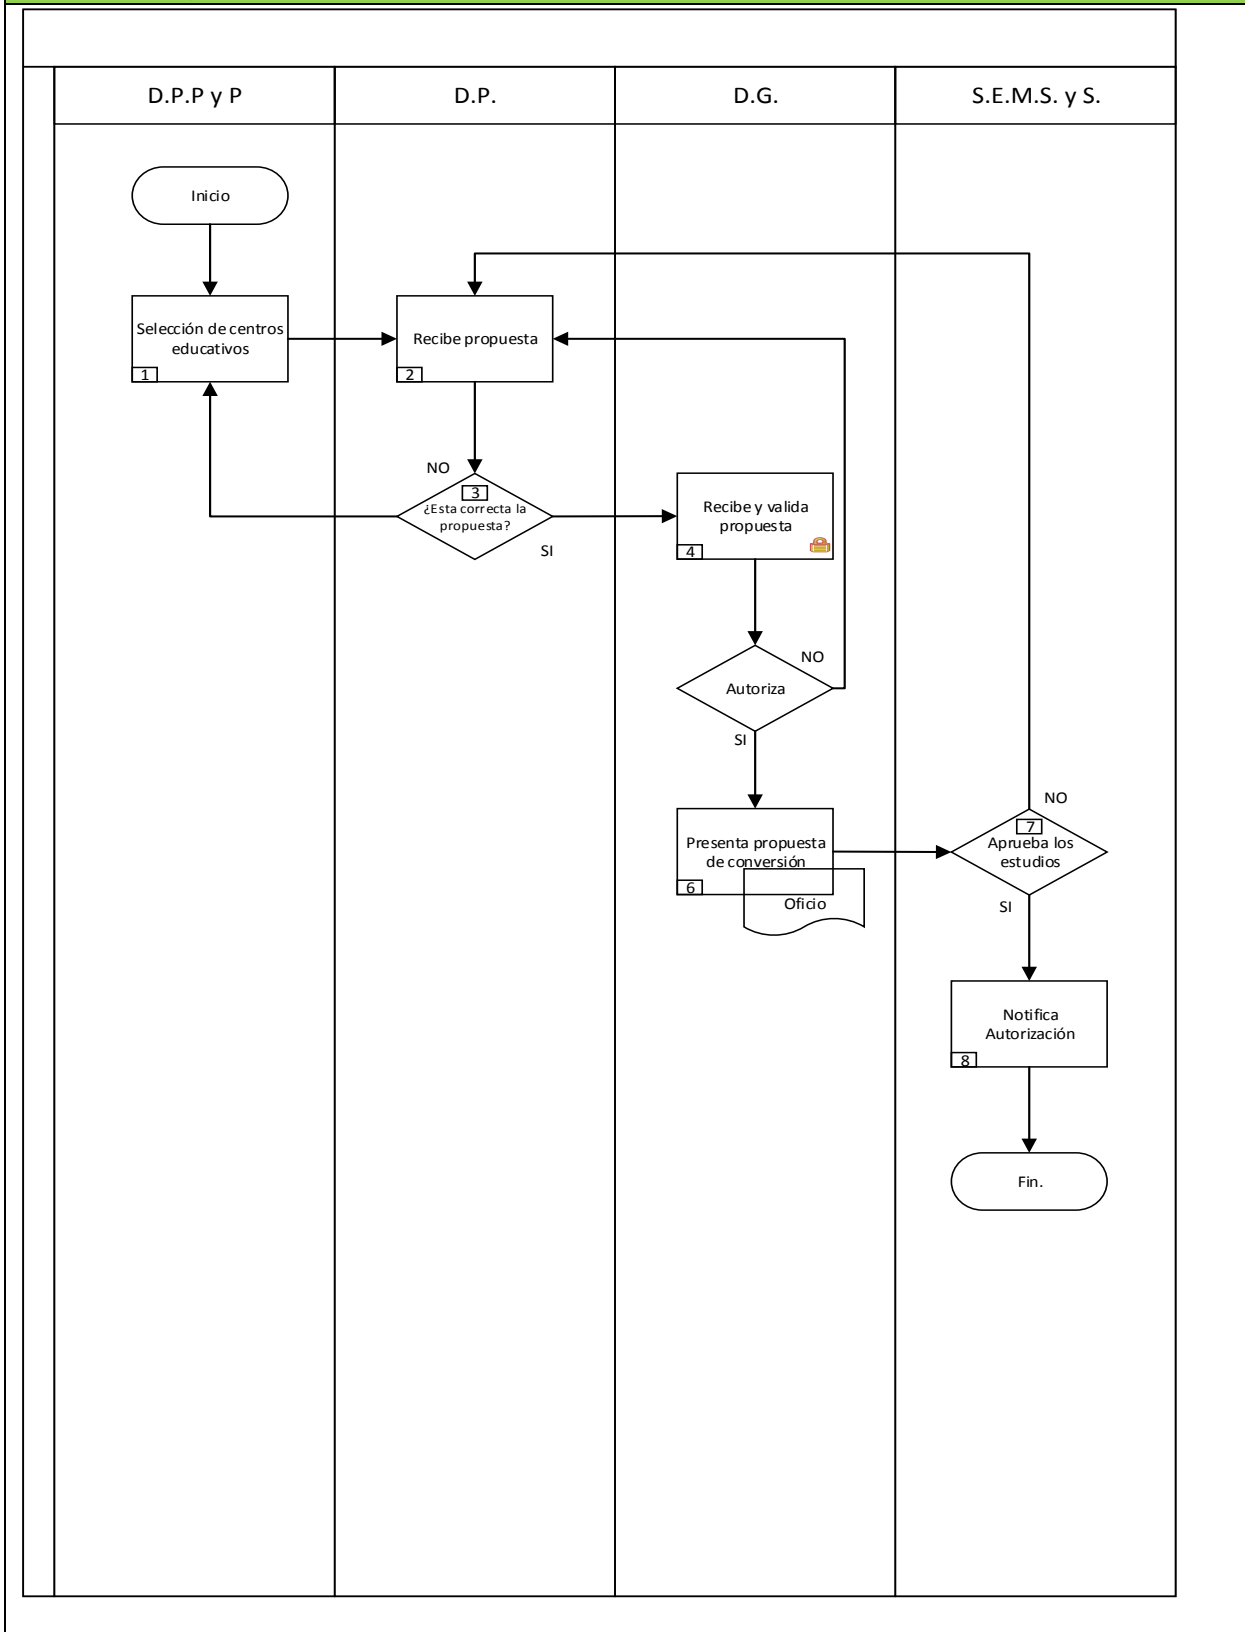 D.P.P y P
D.P.
D.G.
S.E.M.S. y S.
Inicio
Selección de centros
educativos
1
Recibe propuesta
2
NO
3
¿Esta correcta la
propuesta?
SI
Recibe y valida
propuesta
4
NO
Autoriza
SI
Presenta propuesta
de conversión
6
Oficio
NO
7
Aprueba los
estudios
SI
Notifica
Autorización
8
Fin.